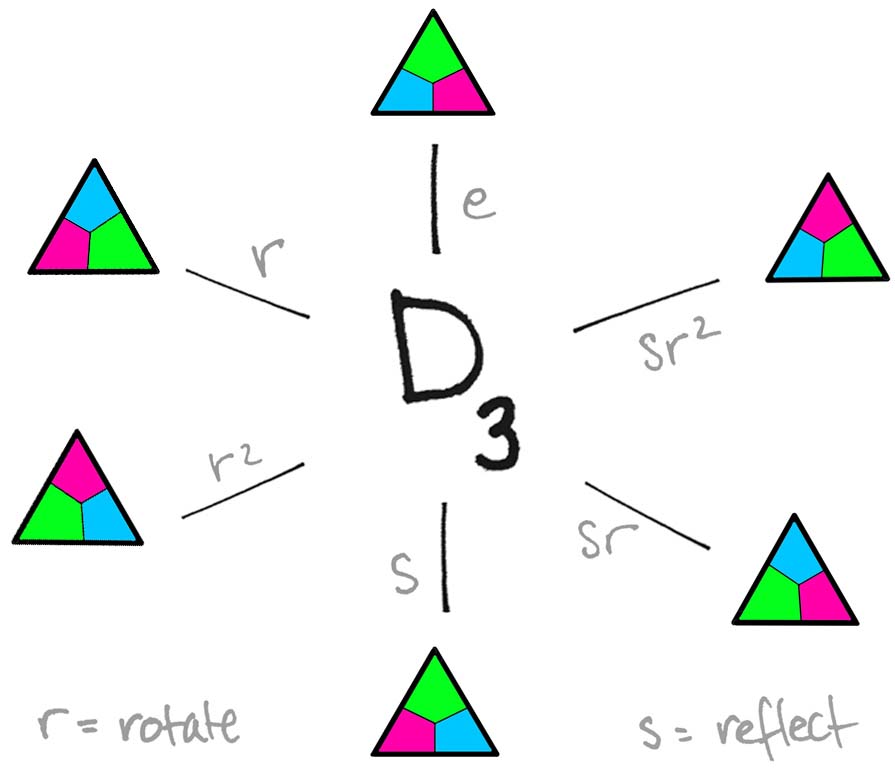 e
r
sr²
D₃
r²
sr
s
r = rotate
s = reflect